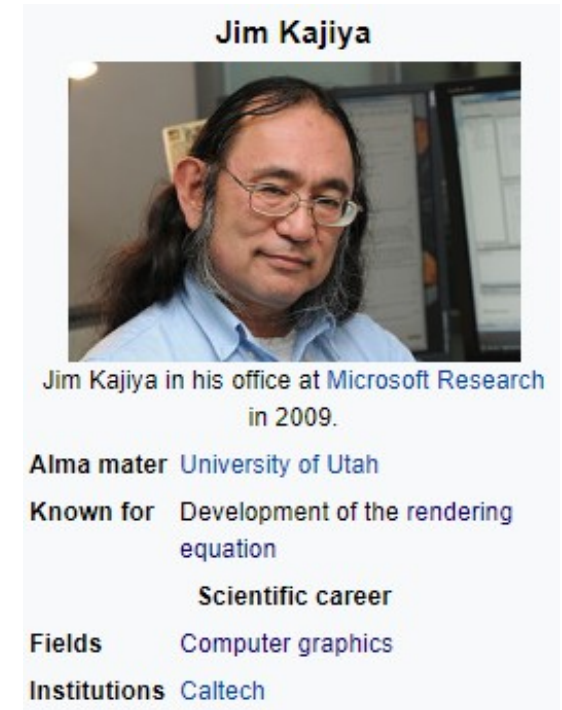 Jim Kajiya
Jim Kajiya in his office at Microsoft Research
in 2009.
Alma mater University of Utah
Known for Development of the rendering
equation
Scientific career
Fields Computer graphics
Institutions Caltech